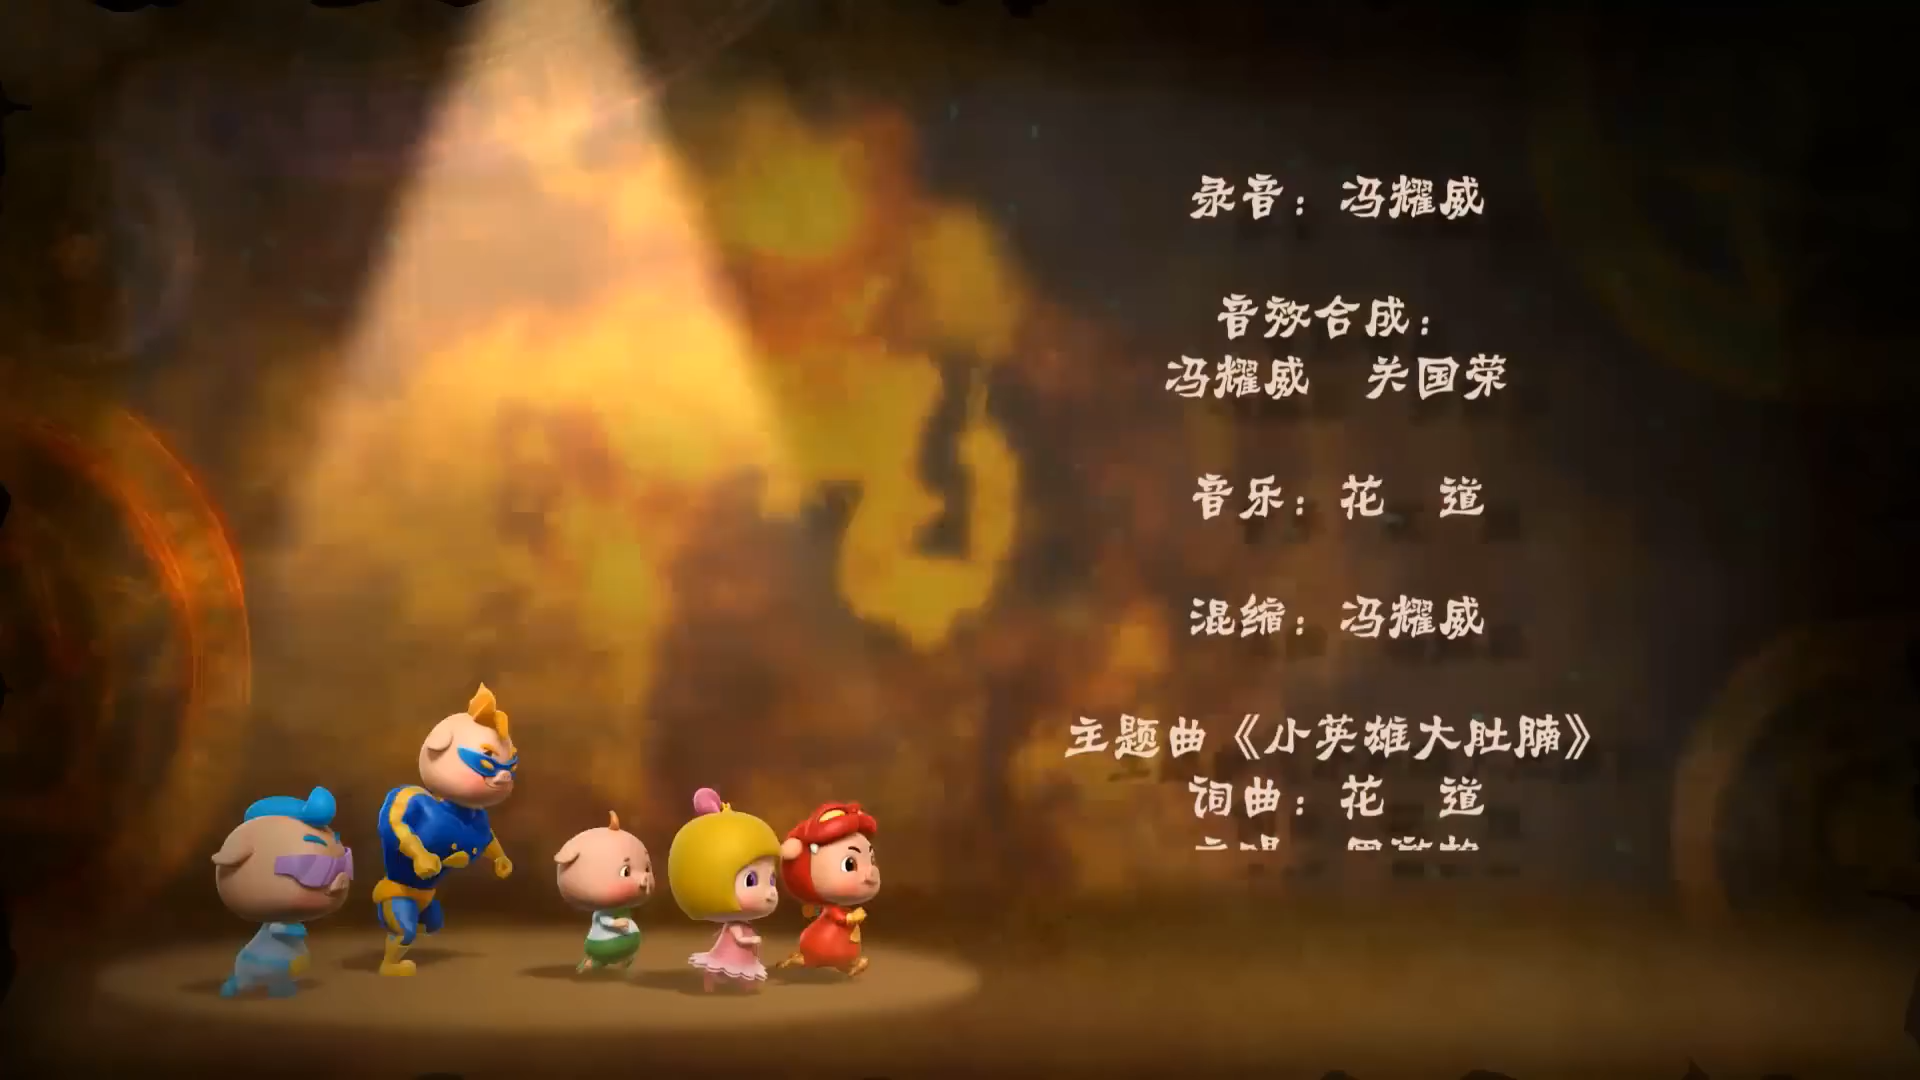 录音：冯耀威
音效合成：
冯耀威 关国荣
音乐：花 道
混缩：冯耀威
主题曲《小英雄大肚腩》
词曲：花 道